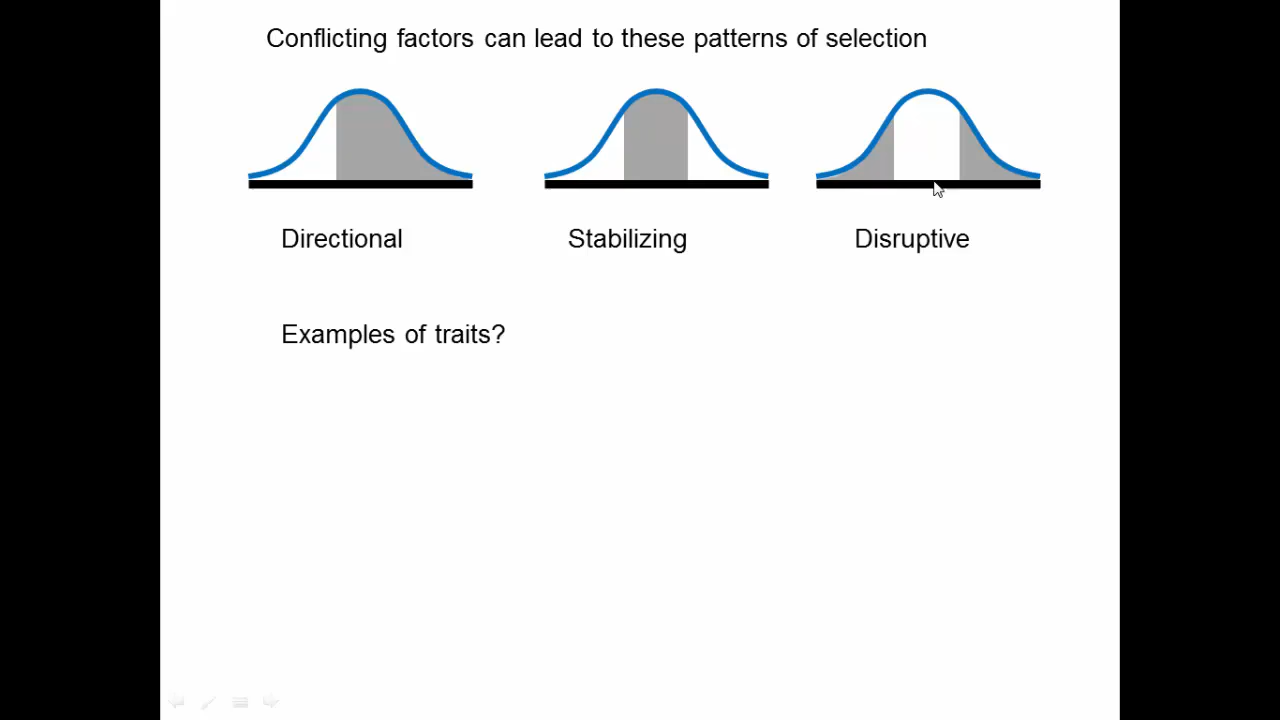 Conflicting factors can lead to these patterns of selection
Directional
Stabilizing
Disruptive
Examples of traits?